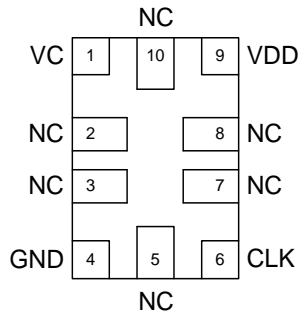 NC
VC 1 10 9 VDD
NC 2 8 NC
NC 3 7 NC
GND 4 5 6 CLK
NC